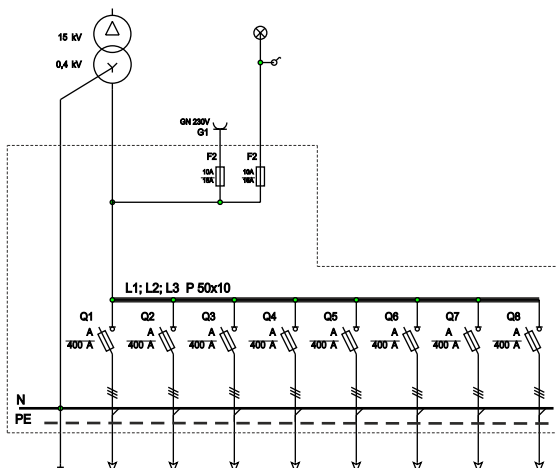 15 kV
0,4 kV
GN 230V
G1
F2 F2
10A 10A
16A 16A
L1; L2; L3 P 50x10
Q1 Q2 Q3 Q4 Q5 Q6 Q7 Q8
A A A A A A A A
400 A 400 A 400 A 400 A 400 A 400 A 400 A 400 A
N
PE